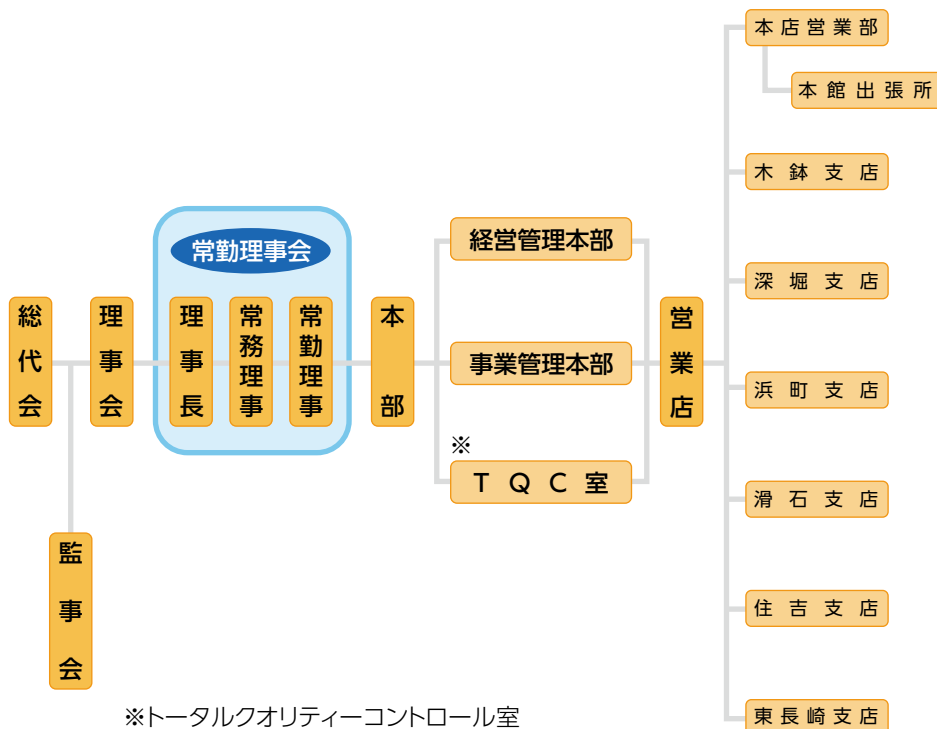 総代会
監事会
理事会
常勤理事会
理事長
常務理事
常勤理事
本部
経営管理本部
事業管理本部
※
TQC室
営業店
本店営業部
本館出張所
木鉢支店
深堀支店
浜町支店
滑石支店
住吉支店
東長崎支店
※トータルクオリティーコントロール室